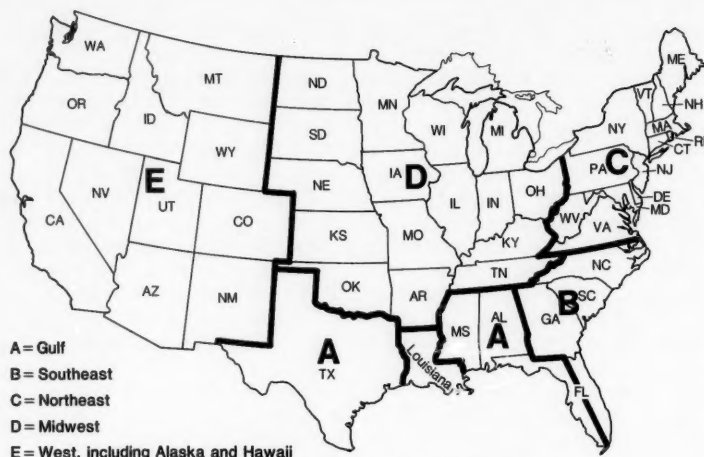 WA
MT
ND
MN
ME
VT
NH
OR
ID
SD
WI
MI
NY
MA
RI
CT
WY
IA
D
PA
C
NJ
E
NV
UT
NE
IL
IN
OH
DE
MD
CA
CO
KS
MO
WV
VA
KY
AZ
NM
OK
AR
TN
NC
SC
B
GA
MS
AL
A
A
TX
Louisiana
FL
A = Gulf
B = Southeast
C = Northeast
D = Midwest
E = West, including Alaska and Hawaii